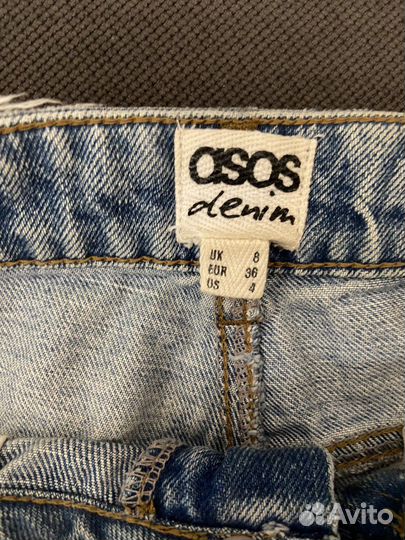 asos
denim
UK 8
EUR 36
US 4
Avito